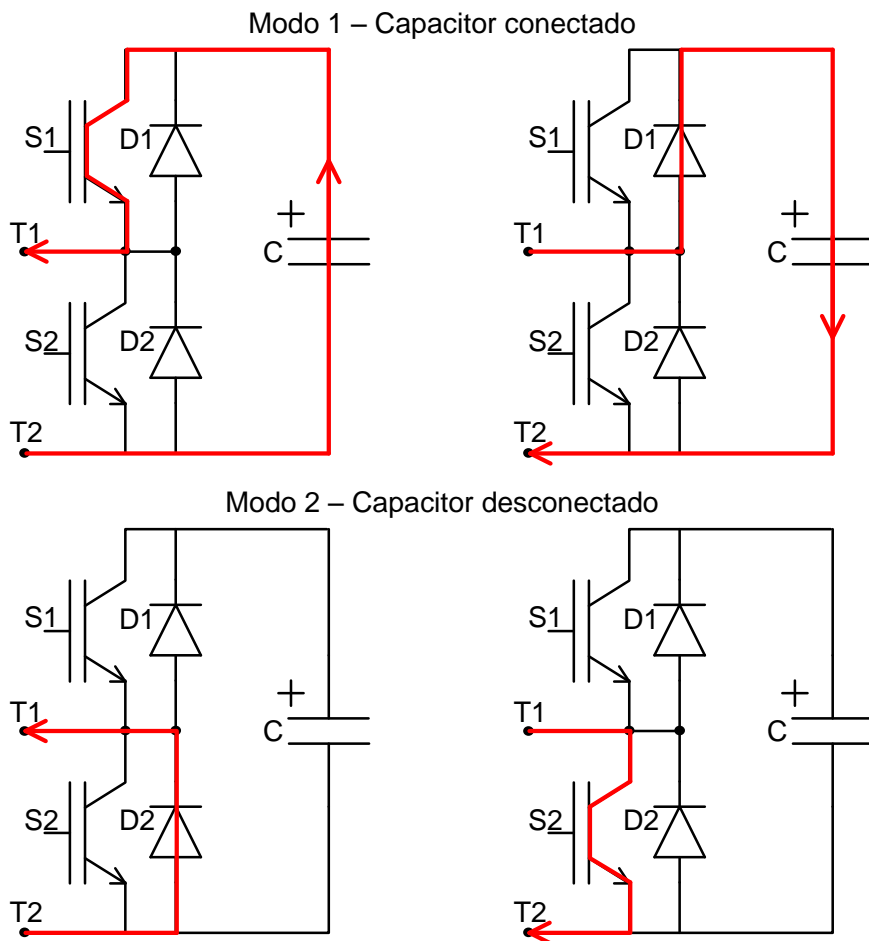 Modo 1 – Capacitor conectado
S1 D1 D1 S1
T1 + T1 +
C C
S2 D2 S2 D2
T2 T2
Modo 2 – Capacitor desconectado
S1 D1 S1 D1
T1 + T1 +
C C
S2 D2 S2 D2
T2 T2